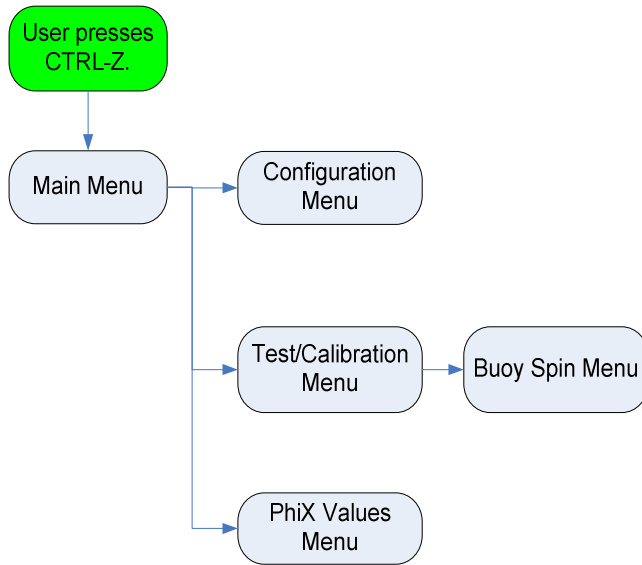 User presses
CTRL-Z.
Main Menu
Configuration
Menu
Test/Calibration
Menu
Buoy Spin Menu
PhiX Values
Menu